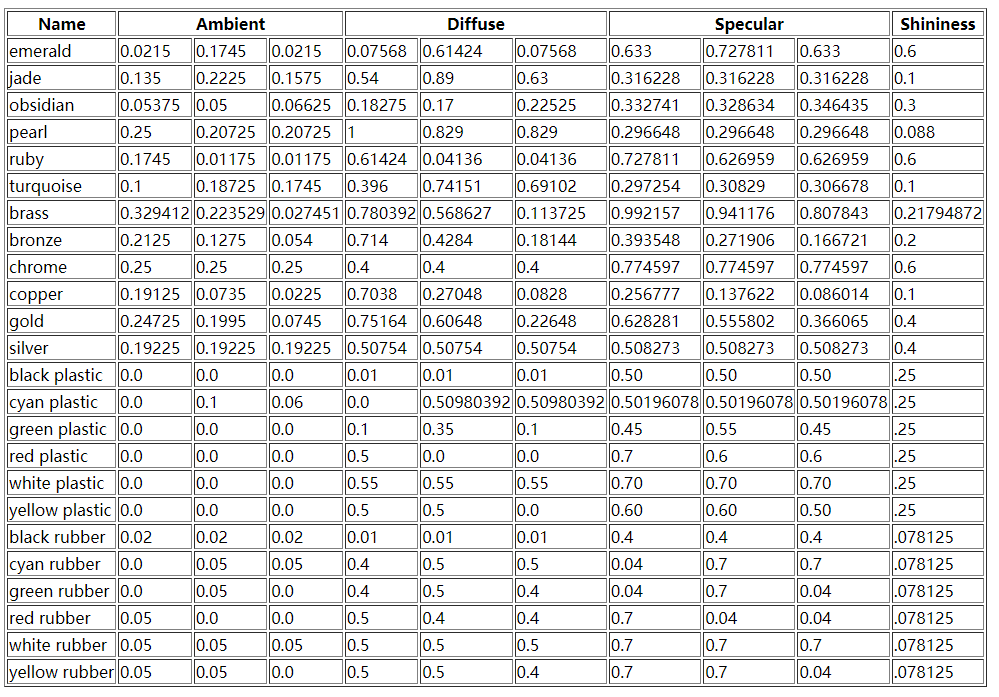 Name Ambient Diffuse Specular Shininess
emerald 0.0215 0.1745 0.0215 0.07568 0.61424 0.07568 0.633 0.727811 0.633 0.6
jade 0.135 0.2225 0.1575 0.54 0.89 0.63 0.316228 0.316228 0.316228 0.1
obsidian 0.05375 0.05 0.06625 0.18275 0.17 0.22525 0.332741 0.328634 0.346435 0.3
pearl 0.25 0.20725 0.20725 1 0.829 0.829 0.296648 0.296648 0.296648 0.088
ruby 0.1745 0.01175 0.01175 0.61424 0.04136 0.04136 0.727811 0.626959 0.626959 0.6
turquoise 0.1 0.18725 0.1745 0.396 0.74151 0.69102 0.297254 0.30829 0.306678 0.1
brass 0.329412 0.223529 0.027451 0.780392 0.568627 0.113725 0.992157 0.941176 0.807843 0.21794872
bronze 0.2125 0.1275 0.054 0.714 0.4284 0.18144 0.393548 0.271906 0.166721 0.2
chrome 0.25 0.25 0.25 0.4 0.4 0.4 0.774597 0.774597 0.774597 0.6
copper 0.19125 0.0735 0.0225 0.7038 0.27048 0.0828 0.256777 0.137622 0.086014 0.1
gold 0.24725 0.1995 0.0745 0.75164 0.60648 0.22648 0.628281 0.555802 0.366065 0.4
silver 0.19225 0.19225 0.19225 0.50754 0.50754 0.50754 0.508273 0.508273 0.508273 0.4
black plastic 0.0 0.0 0.0 0.01 0.01 0.01 0.50 0.50 0.50 .25
cyan plastic 0.0 0.1 0.06 0.0 0.50980392 0.50980392 0.50196078 0.50196078 0.50196078 .25
green plastic 0.0 0.0 0.0 0.1 0.35 0.1 0.45 0.55 0.45 .25
red plastic 0.0 0.0 0.0 0.5 0.0 0.0 0.7 0.6 0.6 .25
white plastic 0.0 0.0 0.0 0.55 0.55 0.55 0.70 0.70 0.70 .25
yellow plastic 0.0 0.0 0.0 0.5 0.5 0.0 0.60 0.60 0.50 .25
black rubber 0.02 0.02 0.02 0.01 0.01 0.01 0.4 0.4 0.4 .078125
cyan rubber 0.0 0.05 0.05 0.4 0.5 0.5 0.04 0.7 0.7 .078125
green rubber 0.0 0.05 0.0 0.4 0.5 0.4 0.04 0.7 0.04 .078125
red rubber 0.05 0.0 0.0 0.5 0.4 0.4 0.7 0.04 0.04 .078125
white rubber 0.05 0.05 0.05 0.5 0.5 0.5 0.7 0.7 0.7 .078125
yellow rubber 0.05 0.05 0.0 0.5 0.5 0.4 0.7 0.7 0.04 .078125